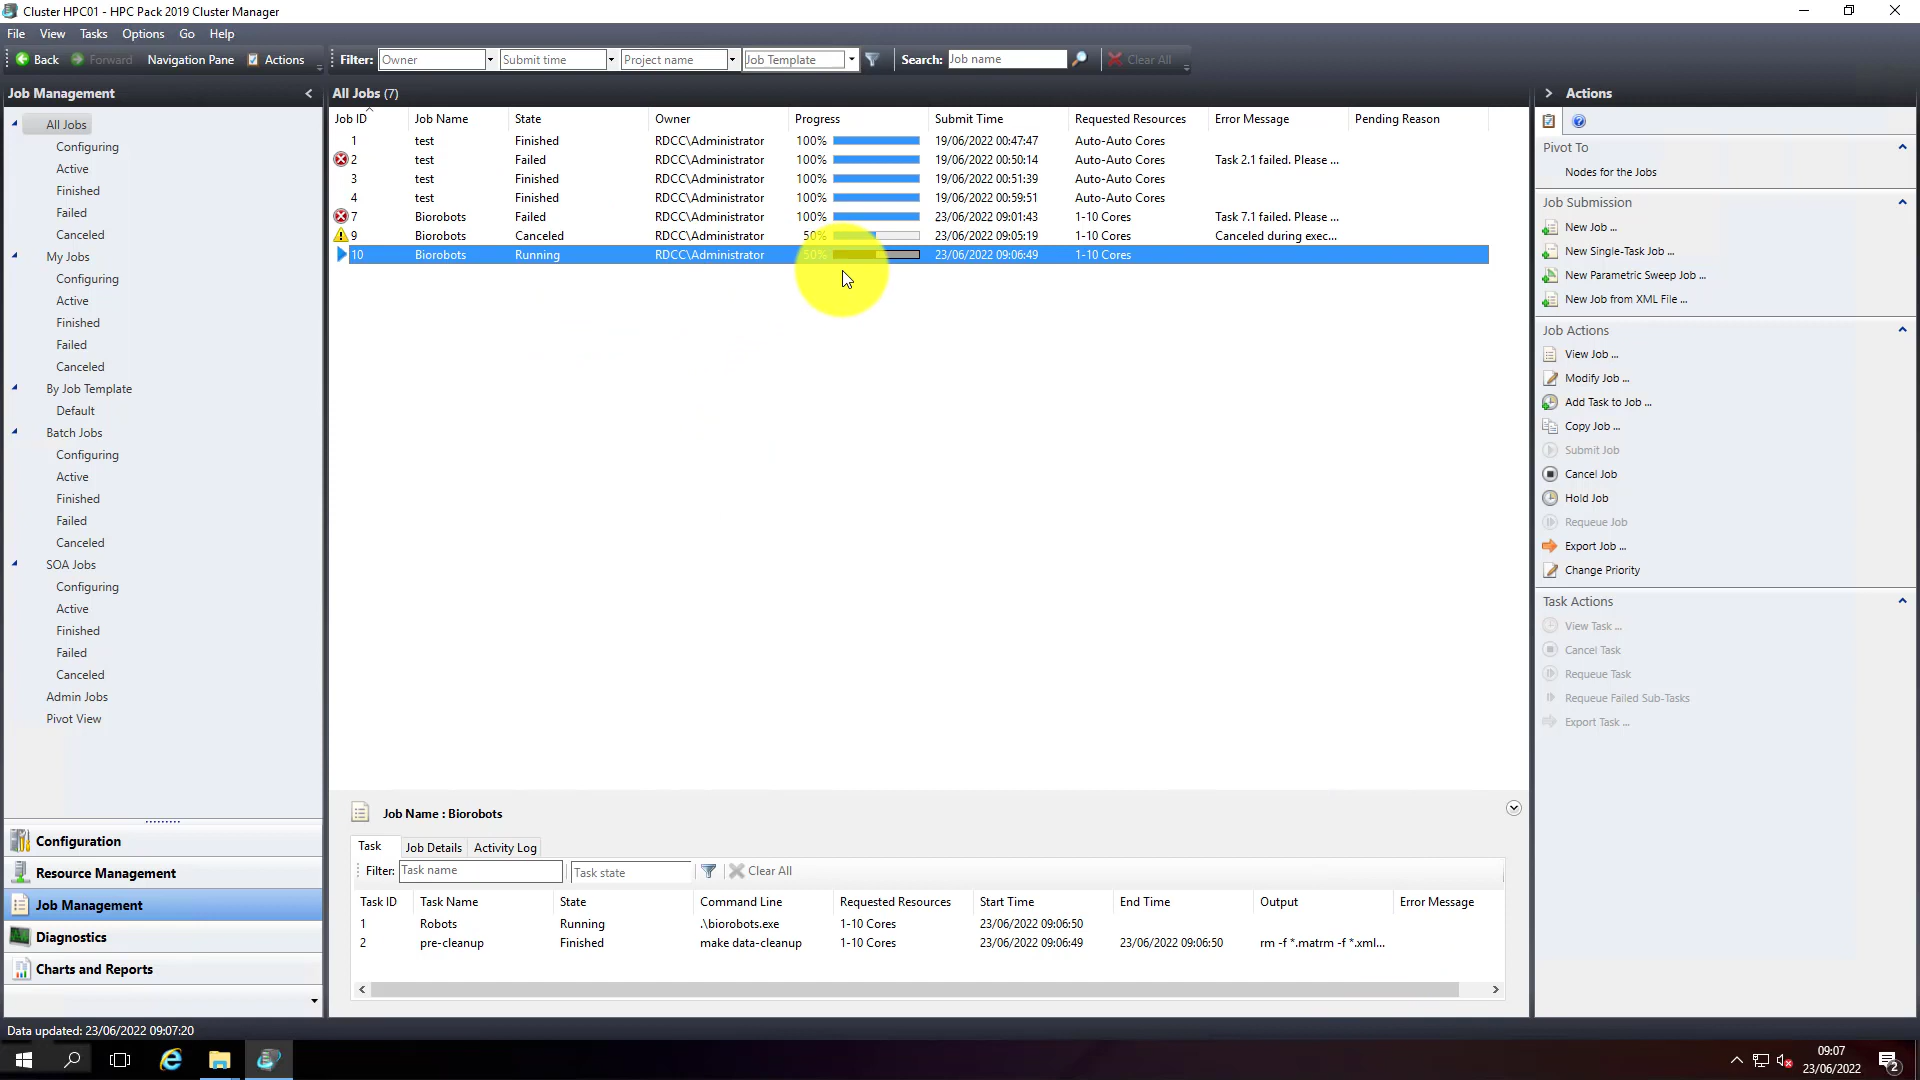 Cluster HPC01 - HPC Pack 2019 Cluster Manager
File View Tasks Options Go Help
Back Forward Navigation Pane Actions Filter: Owner Submit time Project name Job Template Search: Job name Clear All
Job Management
All Jobs
Configuring
Active
Finished
Failed
Canceled
My Jobs
Configuring
Active
Finished
Failed
Canceled
By Job Template
Default
Batch Jobs
Configuring
Active
Finished
Failed
Canceled
SOA Jobs
Configuring
Active
Finished
Failed
Canceled
Admin Jobs
Pivot View
Configuration
Resource Management
Job Management
Diagnostics
Charts and Reports
All Jobs (7)
Job ID Job Name State Owner Progress Submit Time Requested Resources Error Message Pending Reason
1 test Finished RDCC\Administrator 100% 19/06/2022 00:47:47 Auto-Auto Cores
2 test Failed RDCC\Administrator 100% 19/06/2022 00:50:14 Auto-Auto Cores Task 2.1 failed. Please ...
3 test Finished RDCC\Administrator 100% 19/06/2022 00:51:39 Auto-Auto Cores
4 test Finished RDCC\Administrator 100% 19/06/2022 00:59:51 Auto-Auto Cores
7 Biorobots Failed RDCC\Administrator 100% 23/06/2022 09:01:43 1-10 Cores Task 7.1 failed. Please ...
9 Biorobots Canceled RDCC\Administrator 50% 23/06/2022 09:05:19 1-10 Cores Canceled during exec...
10 Biorobots Running RDCC\Administrator 50% 23/06/2022 09:06:49 1-10 Cores
Job Name : Biorobots
Task Job Details Activity Log
Filter: Task name Task state Clear All
Task ID Task Name State Command Line Requested Resources Start Time End Time Output Error Message
1 Robots Running .\biorobots.exe 1-10 Cores 23/06/2022 09:06:50
2 pre-cleanup Finished make data-cleanup 1-10 Cores 23/06/2022 09:06:49 23/06/2022 09:06:50 rm -f *.matrm -f *.xml...
Actions
Pivot To
Nodes for the Jobs
Job Submission
New Job ...
New Single-Task Job ...
New Parametric Sweep Job ...
New Job from XML File ...
Job Actions
View Job ...
Modify Job ...
Add Task to Job ...
Copy Job ...
Submit Job
Cancel Job
Hold Job
Requeue Job
Export Job ...
Change Priority
Task Actions
View Task ...
Cancel Task
Requeue Task
Requeue Failed Sub-Tasks
Export Task ...
Data updated: 23/06/2022 09:07:20
09:07
23/06/2022
2